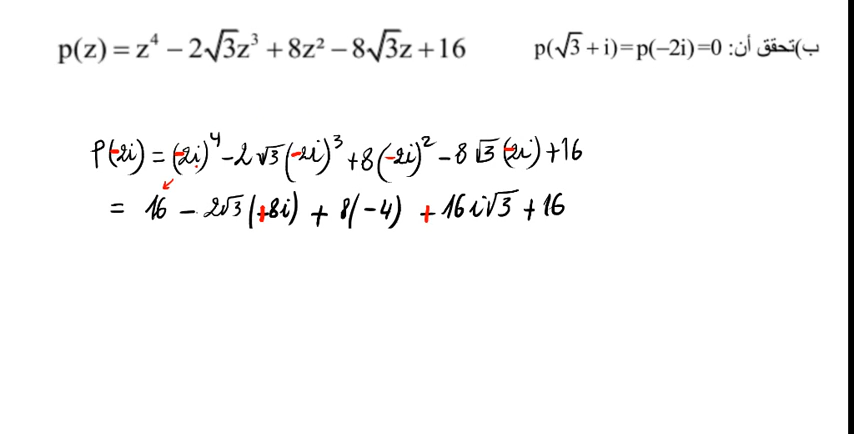 p(z) = z⁴ − 2√3z³ + 8z² − 8√3z + 16
ب)تحقق أن: p(√3 + i)=p(−2i)=0
P(-2i) = (-2i)⁴ - 2√3(-2i)³ + 8(-2i)² - 8√3(-2i) + 16
= 16 - 2√3(+8i) + 8(-4) + 16i√3 + 16